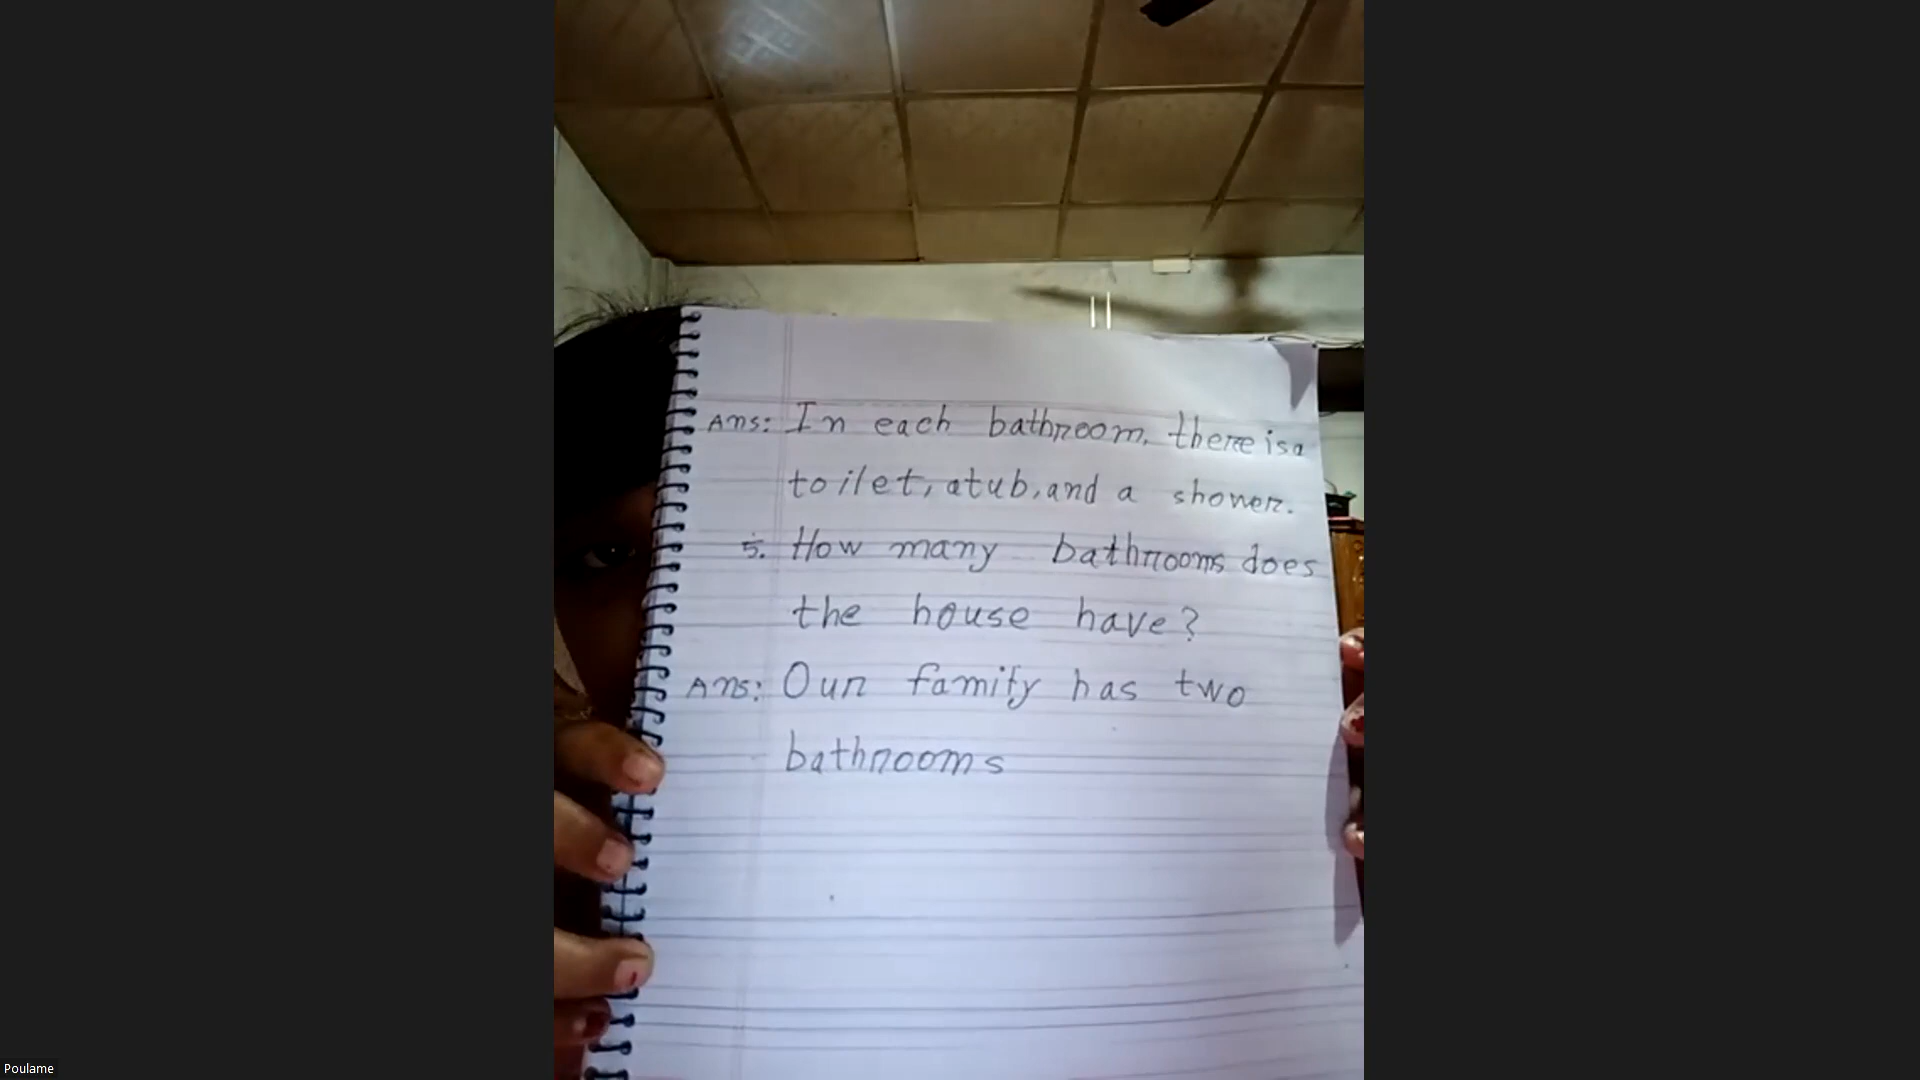 Ans: In each bathroom, there is a
toilet, a tub, and a shower.
5. How many bathrooms does
the house have?
Ans: Our family has two
bathrooms
Poulame